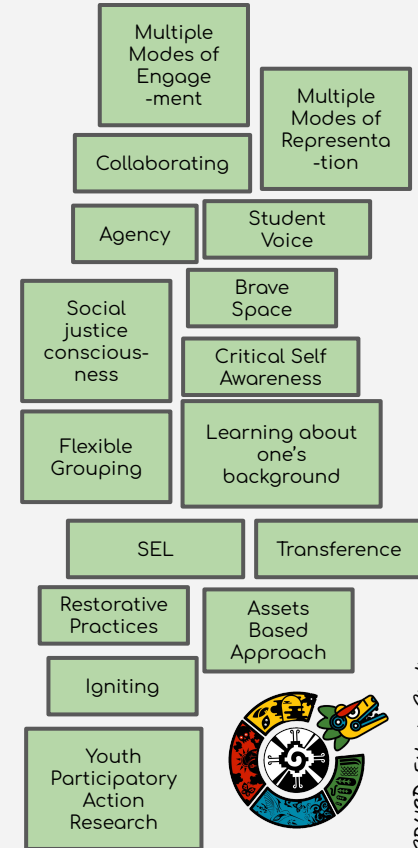 Multiple
Modes of
Engage
-ment
Multiple
Modes of
Representa
-tion
Collaborating
Agency
Student
Voice
Brave
Space
Social
justice
conscious-
ness
Critical Self
Awareness
Flexible
Grouping
Learning about
one's
background
SEL
Transference
Restorative
Practices
Assets
Based
Approach
Igniting
Youth
Participatory
Action
Research